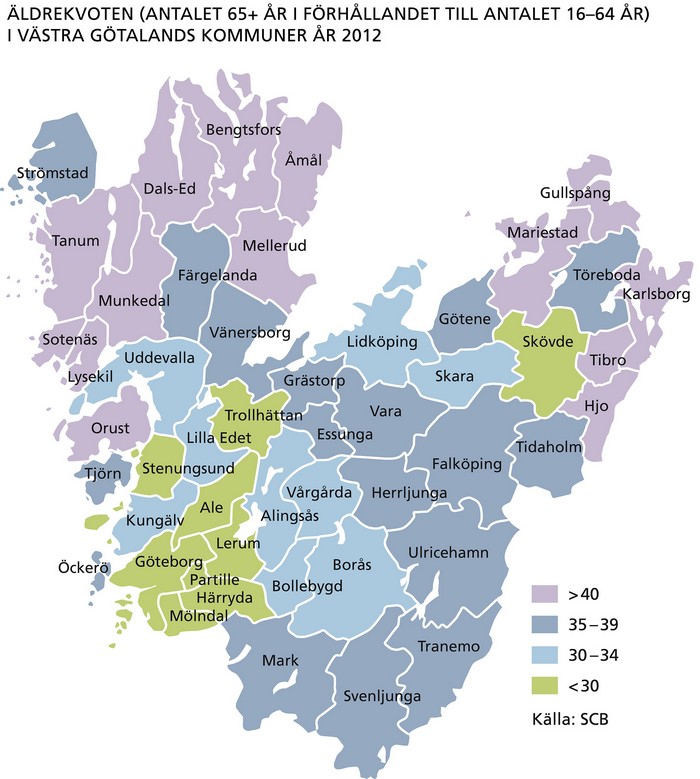 ÄLDREKVOTEN (ANTALET 65+ ÅR I FÖRHÅLLANDET TILL ANTALET 16–64 ÅR)
I VÄSTRA GÖTALANDS KOMMUNER ÅR 2012
Bengtsfors
Åmål
Strömstad
Dals-Ed
Gullspång
Mariestad
Tanum
Mellerud
Färgelanda
Töreboda
Karlsborg
Munkedal
Götene
Vänersborg
Sotenäs
Lidköping
Skövde
Uddevalla
Tibro
Lysekil
Skara
Grästorp
Hjo
Vara
Trollhättan
Orust
Lilla Edet
Essunga
Tidaholm
Stenungsund
Falköping
Tjörn
Vårgårda
Herrljunga
Ale
Kungälv
Alingsås
Lerum
Ulricehamn
Göteborg
Borås
Öckerö
Partille
Bollebygd
Härryda
Mölndal
>40
35–39
30–34
<30
Tranemo
Mark
Svenljunga
Källa: SCB